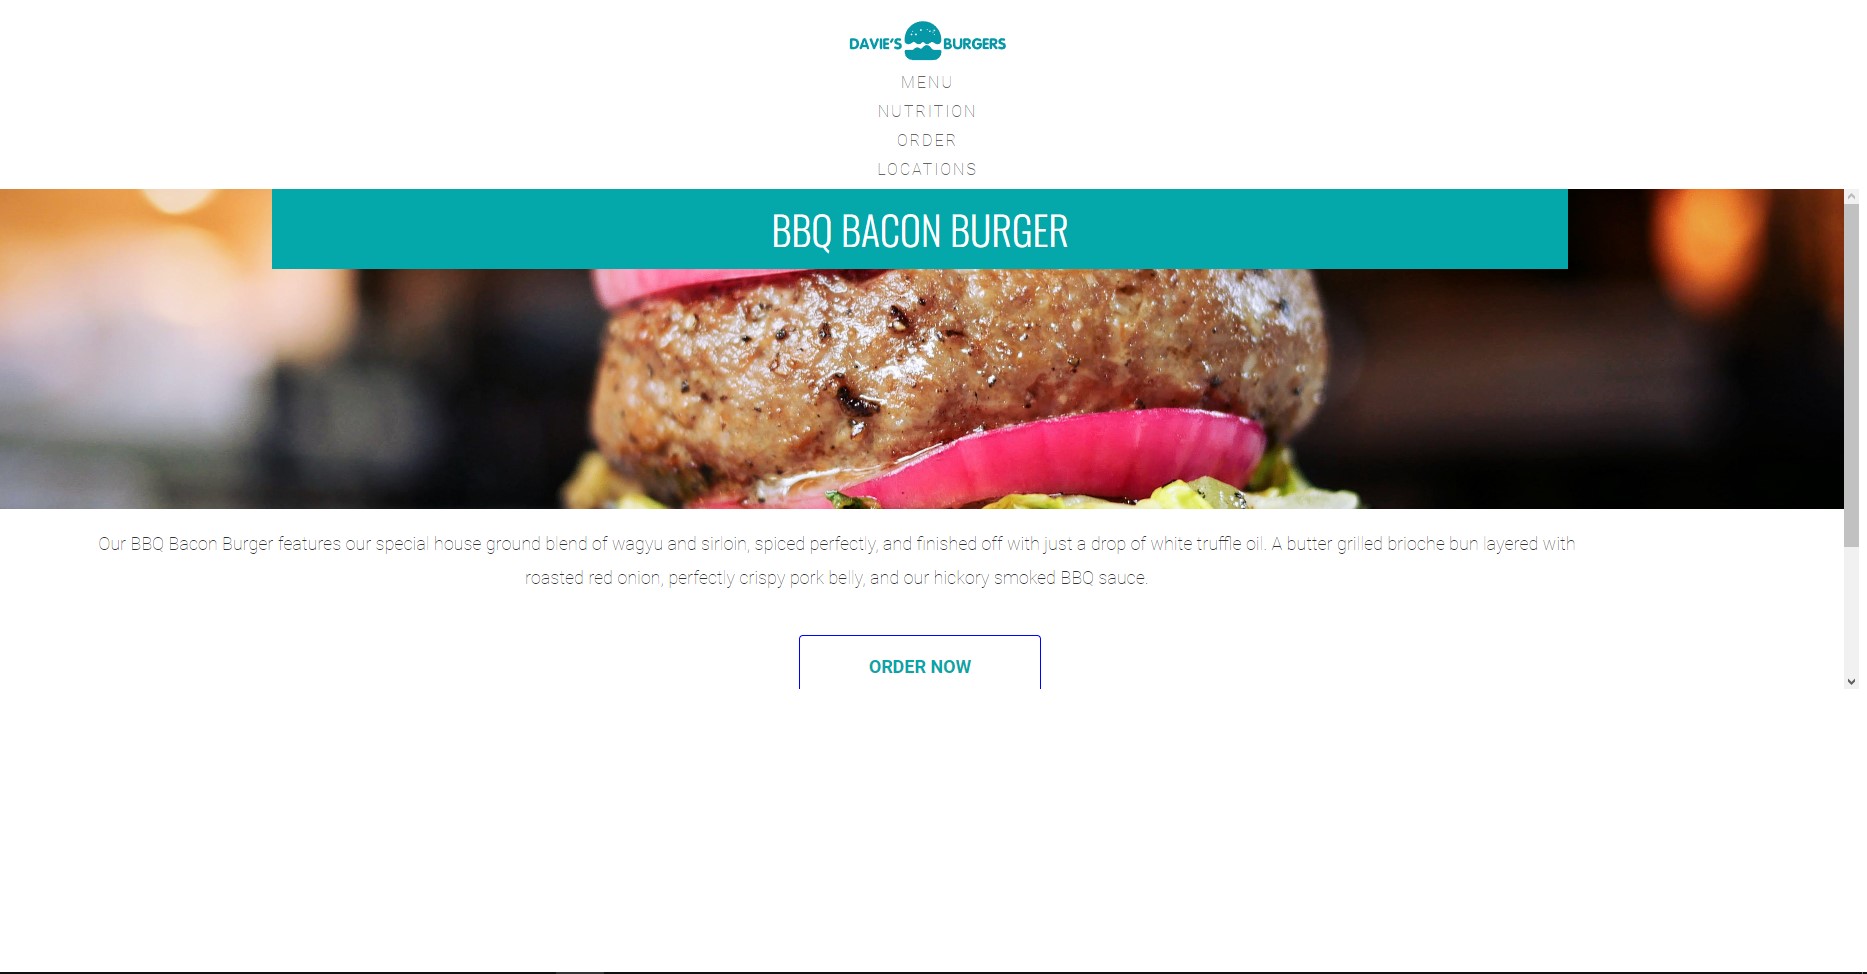 DAVIE'S BURGERS
MENU
NUTRITION
ORDER
LOCATIONS
BBQ BACON BURGER
Our BBQ Bacon Burger features our special house ground blend of wagyu and sirloin, spiced perfectly, and finished off with just a drop of white truffle oil. A butter grilled brioche bun layered with
roasted red onion, perfectly crispy pork belly, and our hickory smoked BBQ sauce.
ORDER NOW